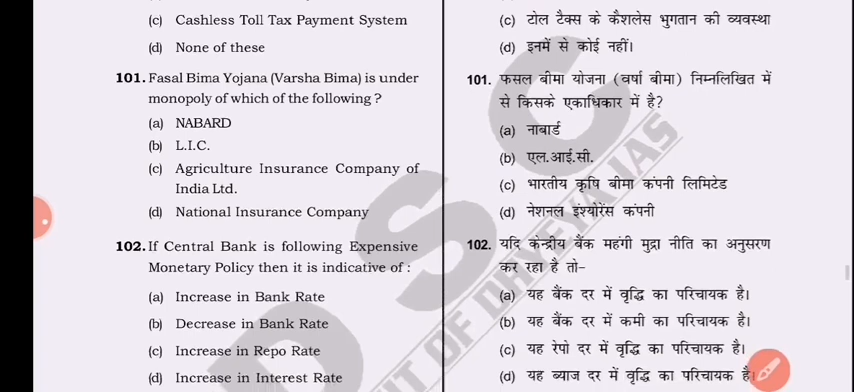 (c) Cashless Toll Tax Payment System
(d) None of these
101. Fasal Bima Yojana (Varsha Bima) is under
monopoly of which of the following ?
(a) NABARD
(b) L.I.C.
(c) Agriculture Insurance Company of
India Ltd.
(d) National Insurance Company
102. If Central Bank is following Expensive
Monetary Policy then it is indicative of :
(a) Increase in Bank Rate
(b) Decrease in Bank Rate
(c) Increase in Repo Rate
(d) Increase in Interest Rate
(c) टोल टैक्स के कैशलेस भुगतान की व्यवस्था
(d) इनमें से कोई नहीं।
101. फसल बीमा योजना (वर्षा बीमा) निम्नलिखित में
से किसके एकाधिकार में है?
(a) नाबार्ड
(b) एल.आई.सी.
(c) भारतीय कृषि बीमा कंपनी लिमिटेड
(d) नेशनल इंश्योरेंस कंपनी
102. यदि केन्द्रीय बैंक महंगी मुद्रा नीति का अनुसरण
कर रहा है तो-
(a) यह बैंक दर में वृद्धि का परिचायक है।
(b) यह बैंक दर में कमी का परिचायक है।
(c) यह रेपो दर में वृद्धि का परिचायक है।
(d) यह ब्याज दर में वृद्धि का परिचायक है।
DSC
OF DHYEYA IAS